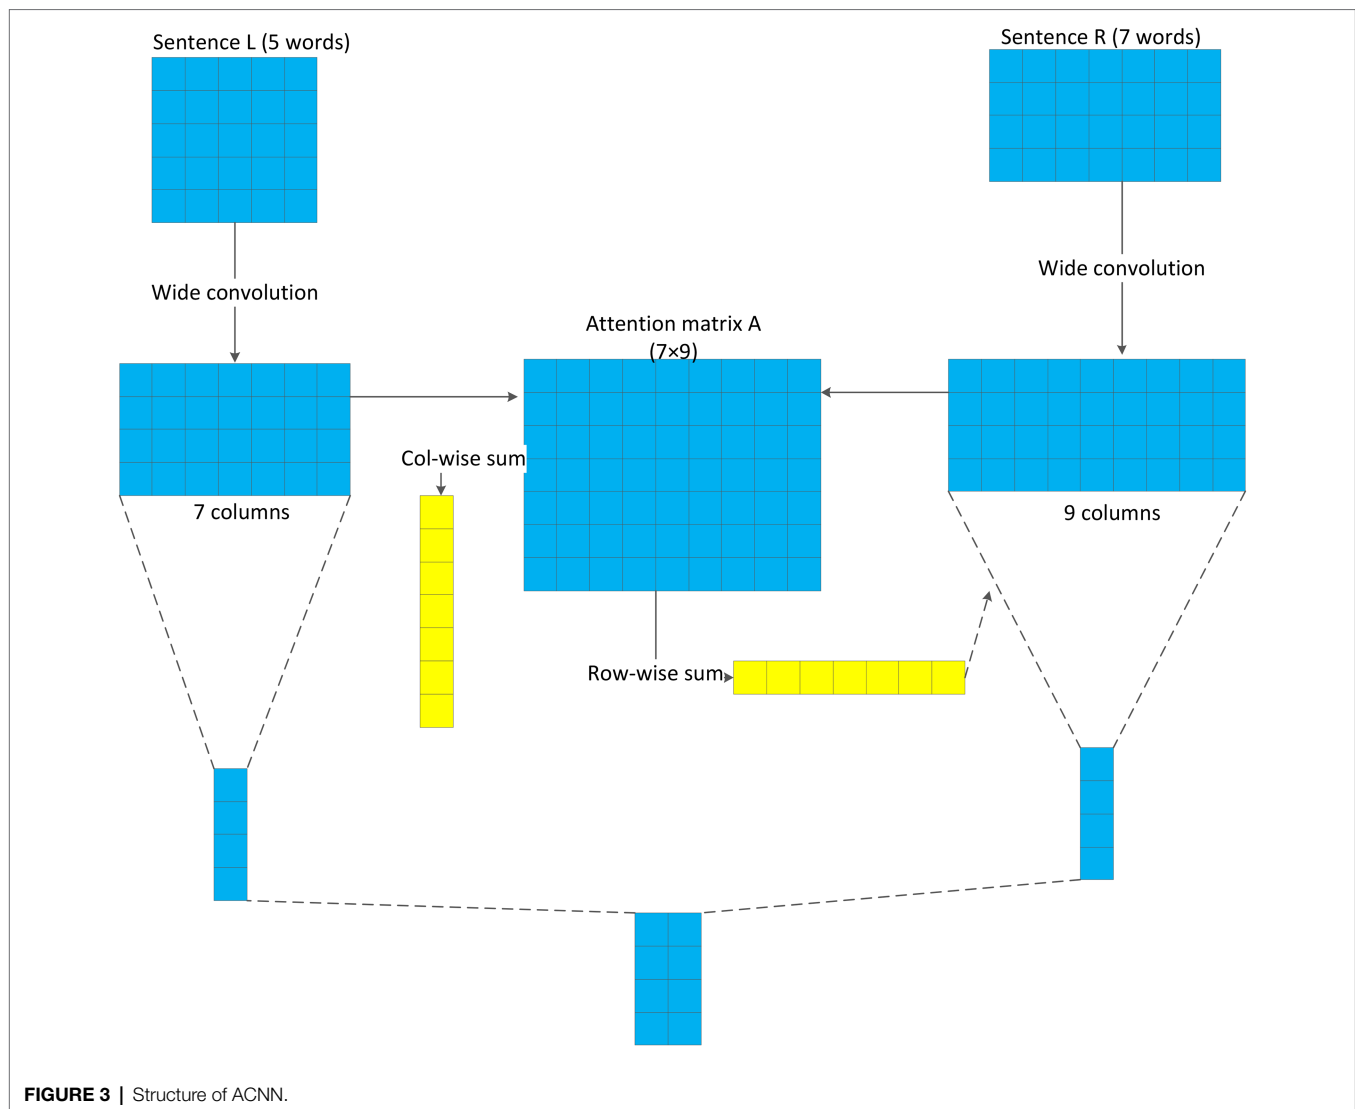 Sentence L (5 words)
Sentence R (7 words)
Wide convolution
Wide convolution
Attention matrix A
(7×9)
Col-wise sum
7 columns
9 columns
Row-wise sum
FIGURE 3 | Structure of ACNN.